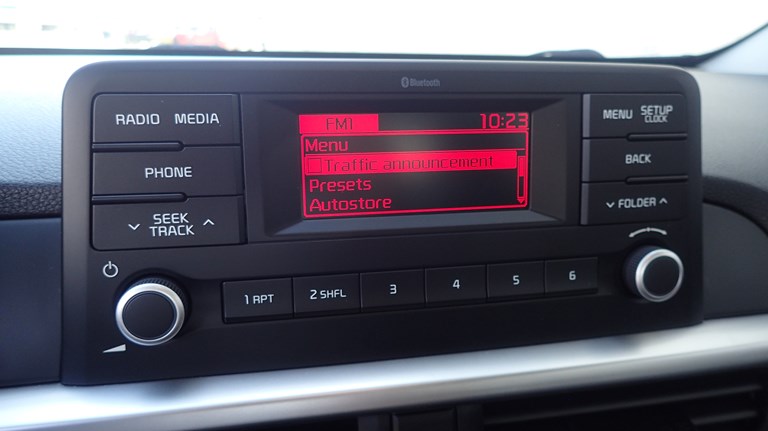 Bluetooth
RADIO MEDIA
PHONE
SEEK
TRACK
FM1 10:23
Menu
Traffic announcement
Presets
Autostore
MENU SETUP
CLOCK
BACK
FOLDER
1 RPT
2 SHFL
3
4
5
6